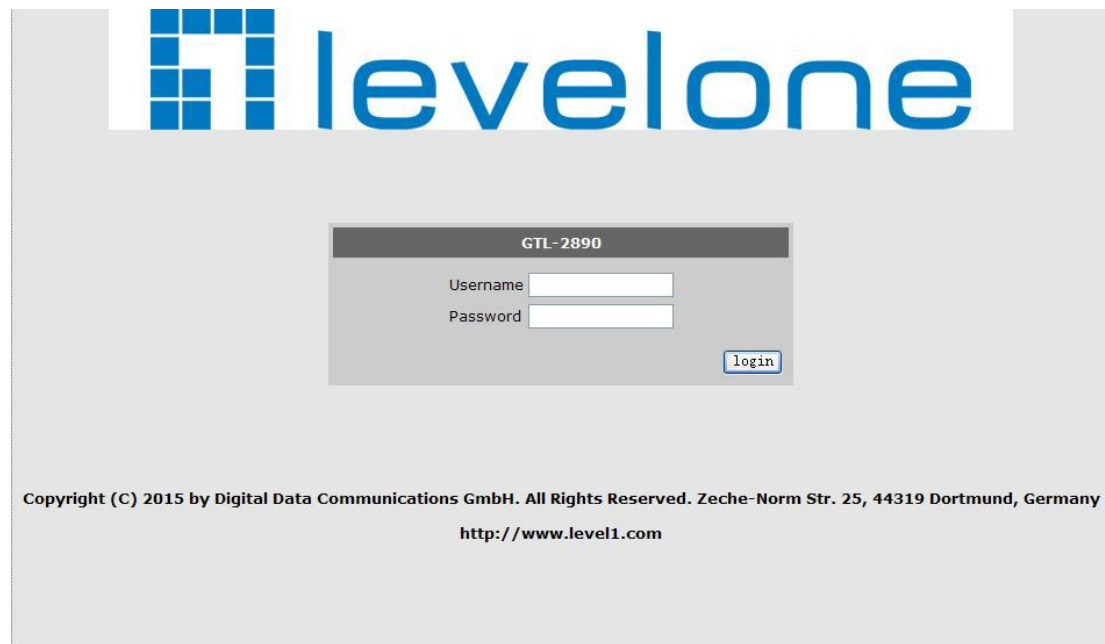 levelone
GTL-2890
Username
Password
login
Copyright (C) 2015 by Digital Data Communications GmbH. All Rights Reserved. Zeche-Norm Str. 25, 44319 Dortmund, Germany
http://www.level1.com